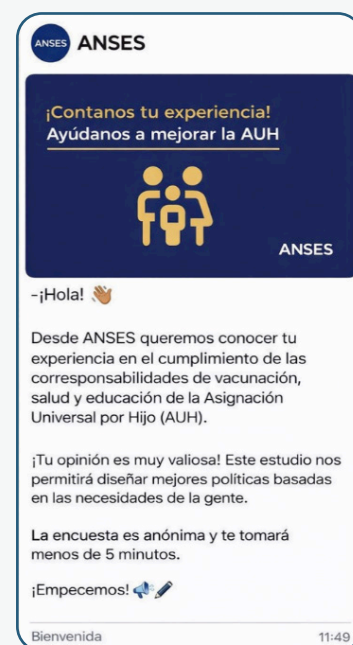 ANSES ANSES
¡Contanos tu experiencia!
Ayúdanos a mejorar la AUH
ANSES
-¡Hola! 👋🏽
Desde ANSES queremos conocer tu
experiencia en el cumplimiento de las
corresponsabilidades de vacunación,
salud y educación de la Asignación
Universal por Hijo (AUH).
¡Tu opinión es muy valiosa! Este estudio nos
permitirá diseñar mejores políticas basadas
en las necesidades de la gente.
La encuesta es anónima y te tomará
menos de 5 minutos.
¡Empecemos! 📣🖊️
Bienvenida 11:49